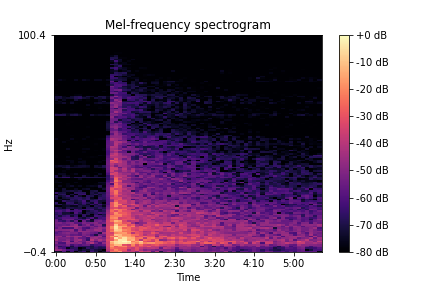 Mel-frequency spectrogram
100.4
Hz
-0.4
0:00 0:50 1:40 2:30 3:20 4:10 5:00
Time
+0 dB
-10 dB
-20 dB
-30 dB
-40 dB
-50 dB
-60 dB
-70 dB
-80 dB